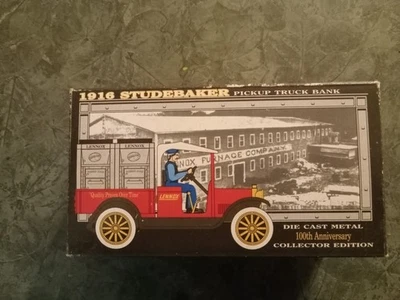 1916 STUDEBAKER PICKUP TRUCK BANK
LENNOX LENNOX
LENNOX FURNACE COMPANY
"Quality Proven Over Time"
LENNOX
DIE CAST METAL
100th Anniversary
COLLECTOR EDITION